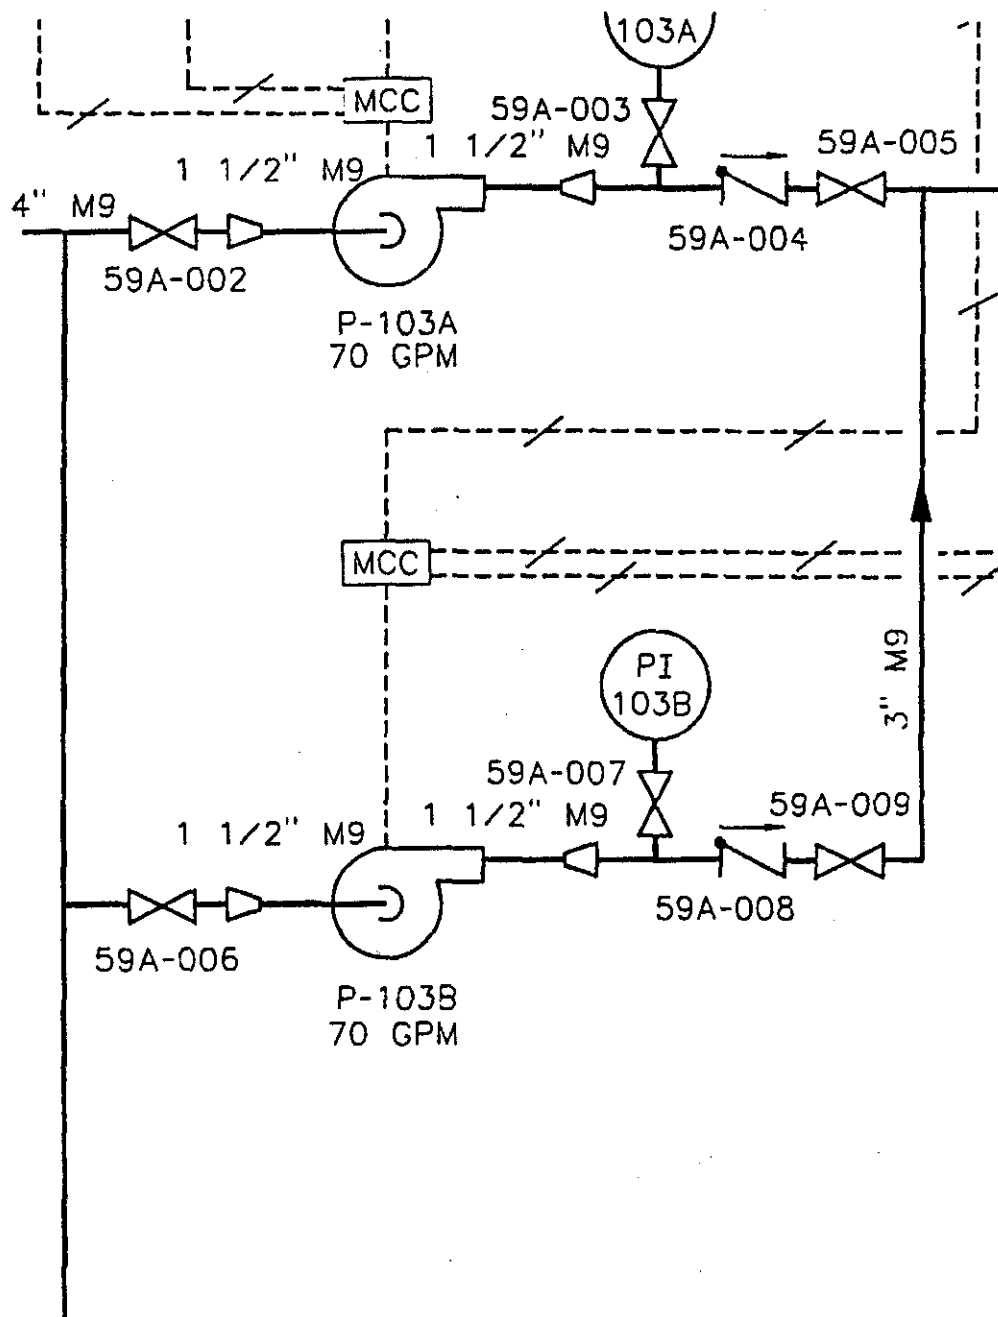 103A
MCC
59A-003
1 1/2" M9
59A-005
1 1/2" M9
4" M9
59A-004
59A-002
P-103A
70 GPM
MCC
3" M9
PI
103B
59A-007
59A-009
1 1/2" M9
1 1/2" M9
59A-008
59A-006
P-103B
70 GPM